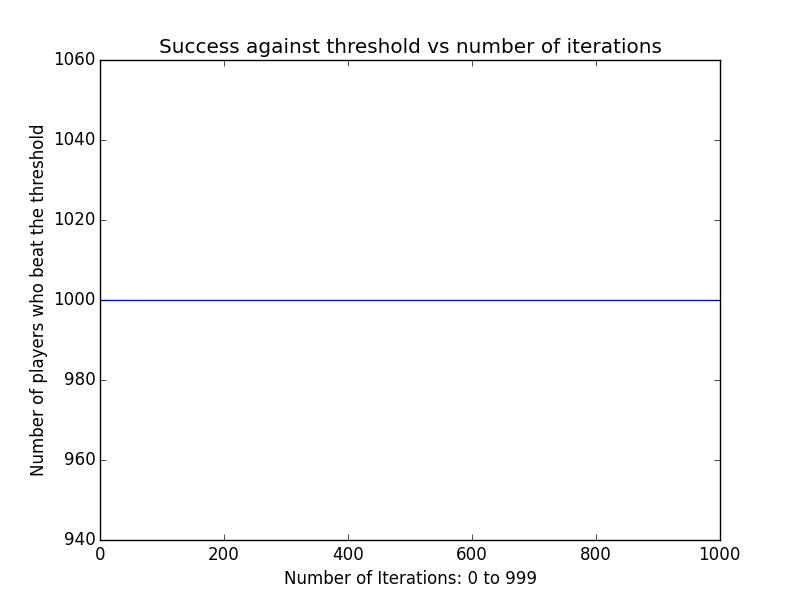 Success against threshold vs number of iterations
1060
1040
1020
1000
980
960
940
Number of players who beat the threshold
0 200 400 600 800 1000
Number of Iterations: 0 to 999